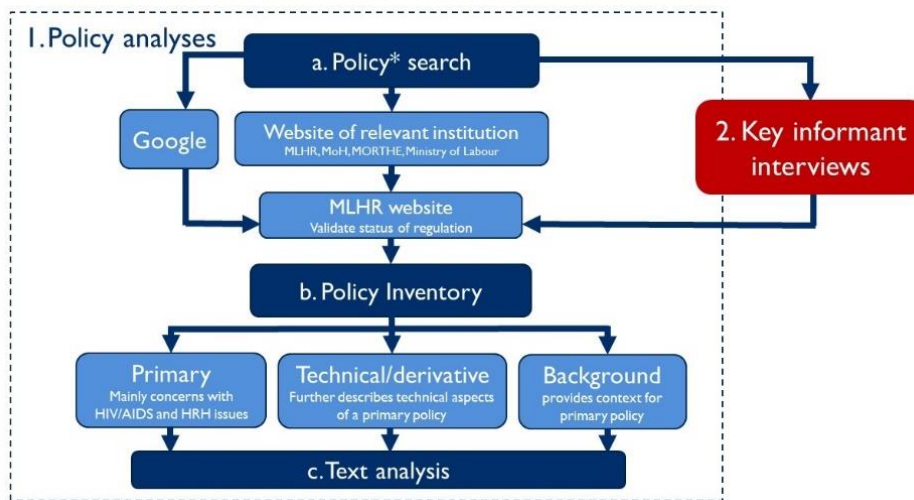 1. Policy analyses
a. Policy* search
Google
Website of relevant institution
MLHR, MoH, MORTHE, Ministry of Labour
2. Key informant
interviews
MLHR website
Validate status of regulation
b. Policy Inventory
Primary
Mainly concerns with
HIV/AIDS and HRH issues
Technical/derivative
Further describes technical aspects
of a primary policy
Background
provides context for
primary policy
c. Text analysis